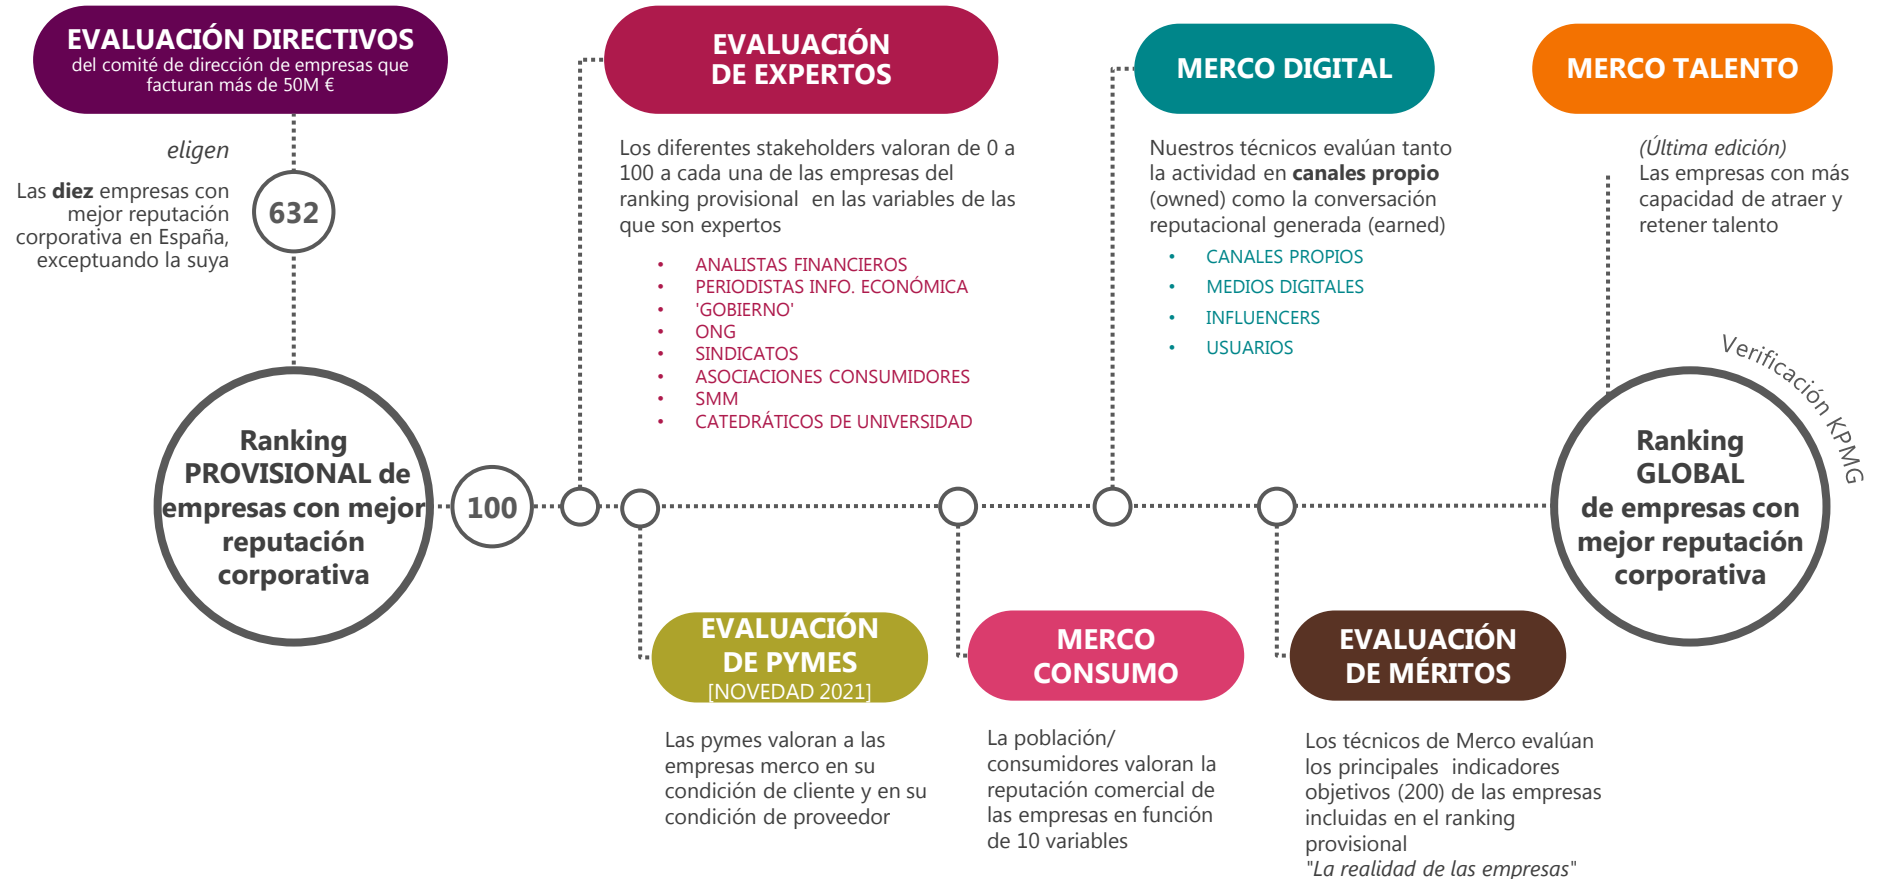 EVALUACIÓN DIRECTIVOS
del comité de dirección de empresas que
facturan más de 50M €
eligen
Las diez empresas con
mejor reputación
corporativa en España,
exceptuando la suya
632
Ranking
PROVISIONAL de
empresas con mejor
reputación
corporativa
100
EVALUACIÓN
DE EXPERTOS
Los diferentes stakeholders valoran de 0 a
100 a cada una de las empresas del
ranking provisional en las variables de las
que son expertos
• ANALISTAS FINANCIEROS
• PERIODISTAS INFO. ECONÓMICA
• 'GOBIERNO'
• ONG
• SINDICATOS
• ASOCIACIONES CONSUMIDORES
• SMM
• CATEDRÁTICOS DE UNIVERSIDAD
EVALUACIÓN
DE PYMES
[NOVEDAD 2021]
Las pymes valoran a las
empresas merco en su
condición de cliente y en su
condición de proveedor
MERCO
CONSUMO
La población/
consumidores valoran la
reputación comercial de
las empresas en función
de 10 variables
MERCO DIGITAL
Nuestros técnicos evalúan tanto
la actividad en canales propio
(owned) como la conversación
reputacional generada (earned)
• CANALES PROPIOS
• MEDIOS DIGITALES
• INFLUENCERS
• USUARIOS
EVALUACIÓN
DE MÉRITOS
Los técnicos de Merco evalúan
los principales indicadores
objetivos (200) de las empresas
incluidas en el ranking
provisional
"La realidad de las empresas"
MERCO TALENTO
(Última edición)
Las empresas con más
capacidad de atraer y
retener talento
Verificación KPMG
Ranking
GLOBAL
de empresas con
mejor reputación
corporativa